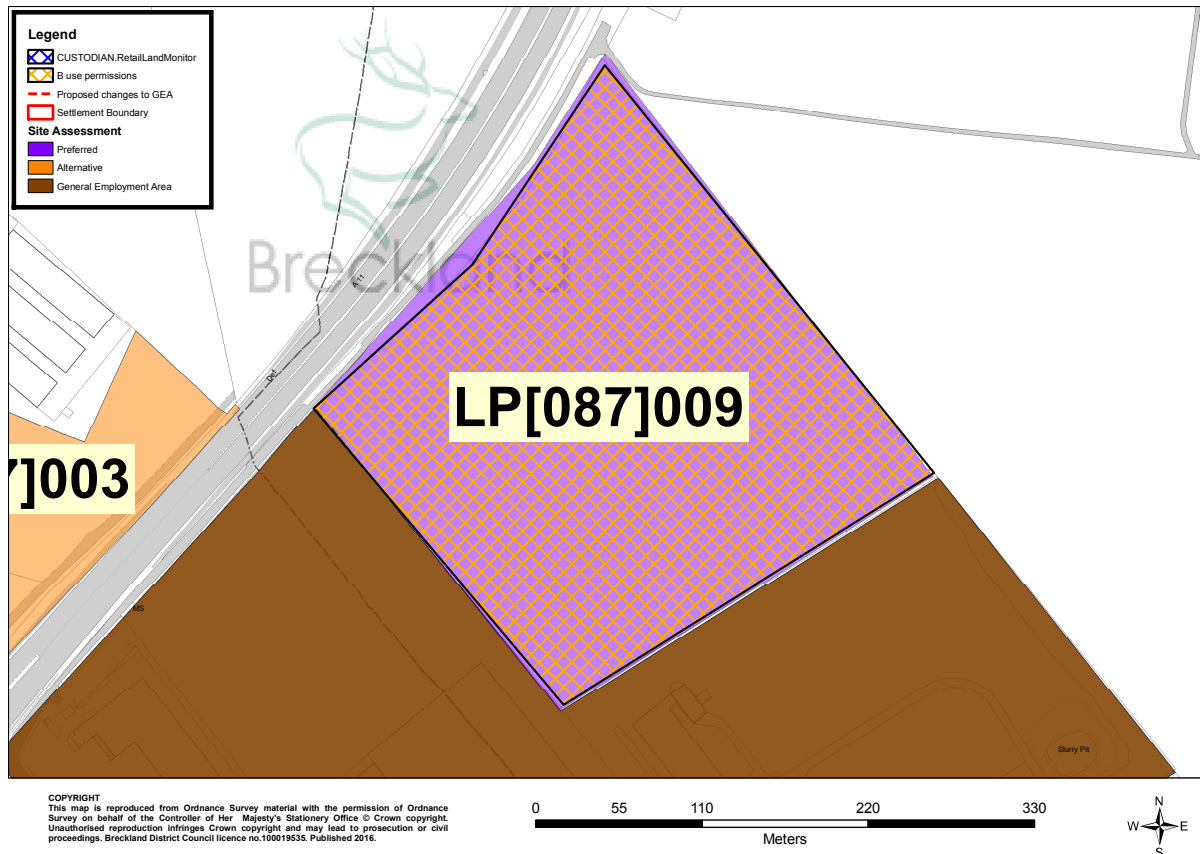 Legend
CUSTODIAN.RetailLandMonitor
B use permissions
Proposed changes to GEA
Settlement Boundary
Site Assessment
Preferred
Alternative
General Employment Area
Breckland
A 11
Def
LP[087]009
7]003
MS
Slurry Pit
COPYRIGHT
This map is reproduced from Ordnance Survey material with the permission of Ordnance
Survey on behalf of the Controller of Her Majesty's Stationery Office © Crown copyright.
Unauthorised reproduction infringes Crown copyright and may lead to prosecution or civil
proceedings. Breckland District Council licence no.100019535. Published 2016.
0 55 110 220 330
Meters
N
W E
S